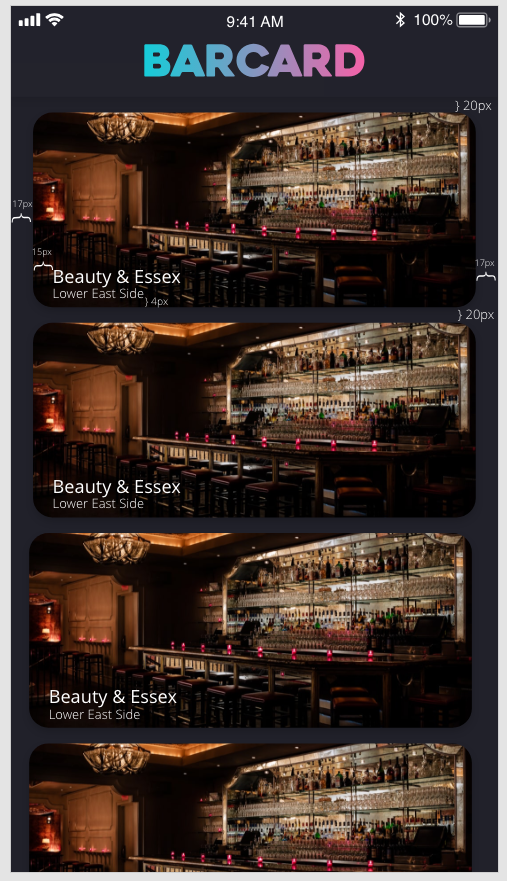 9:41 AM
100%
BARCARD
} 20px
17px
15px
17px
Beauty & Essex
Lower East Side
} 4px
} 20px
Beauty & Essex
Lower East Side
Beauty & Essex
Lower East Side